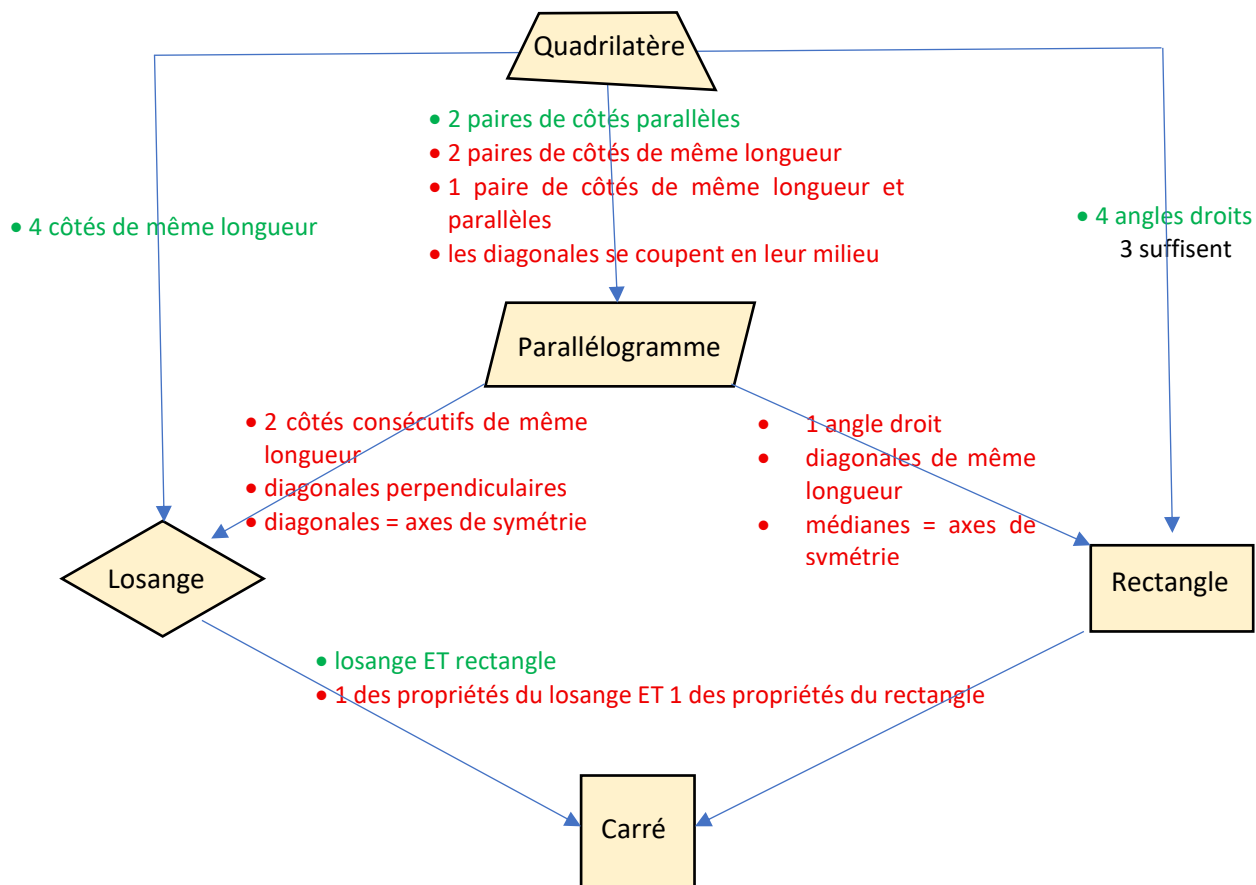 Quadrilatère
• 2 paires de côtés parallèles
• 2 paires de côtés de même longueur
• 1 paire de côtés de même longueur et
parallèles
• les diagonales se coupent en leur milieu
• 4 côtés de même longueur
• 4 angles droits
3 suffisent
Parallélogramme
• 2 côtés consécutifs de même
longueur
• diagonales perpendiculaires
• diagonales = axes de symétrie
• 1 angle droit
• diagonales de même
longueur
• médianes = axes de
symétrie
Losange
Rectangle
• losange ET rectangle
• 1 des propriétés du losange ET 1 des propriétés du rectangle
Carré